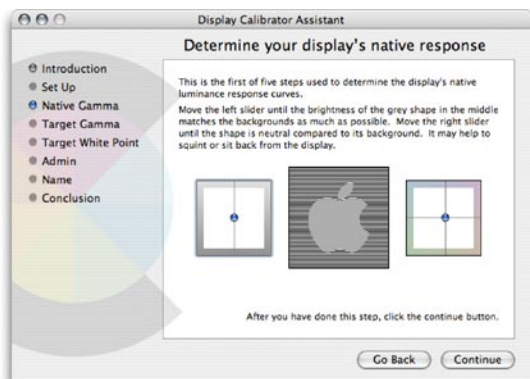 Display Calibrator Assistant
Determine your display's native response
Introduction
Set Up
Native Gamma
Target Gamma
Target White Point
Admin
Name
Conclusion
This is the first of five steps used to determine the display's native
luminance response curves.
Move the left slider until the brightness of the grey shape in the middle
matches the backgrounds as much as possible. Move the right slider
until the shape is neutral compared to its background. It may help to
squint or sit back from the display.
After you have done this step, click the continue button.
Go Back
Continue